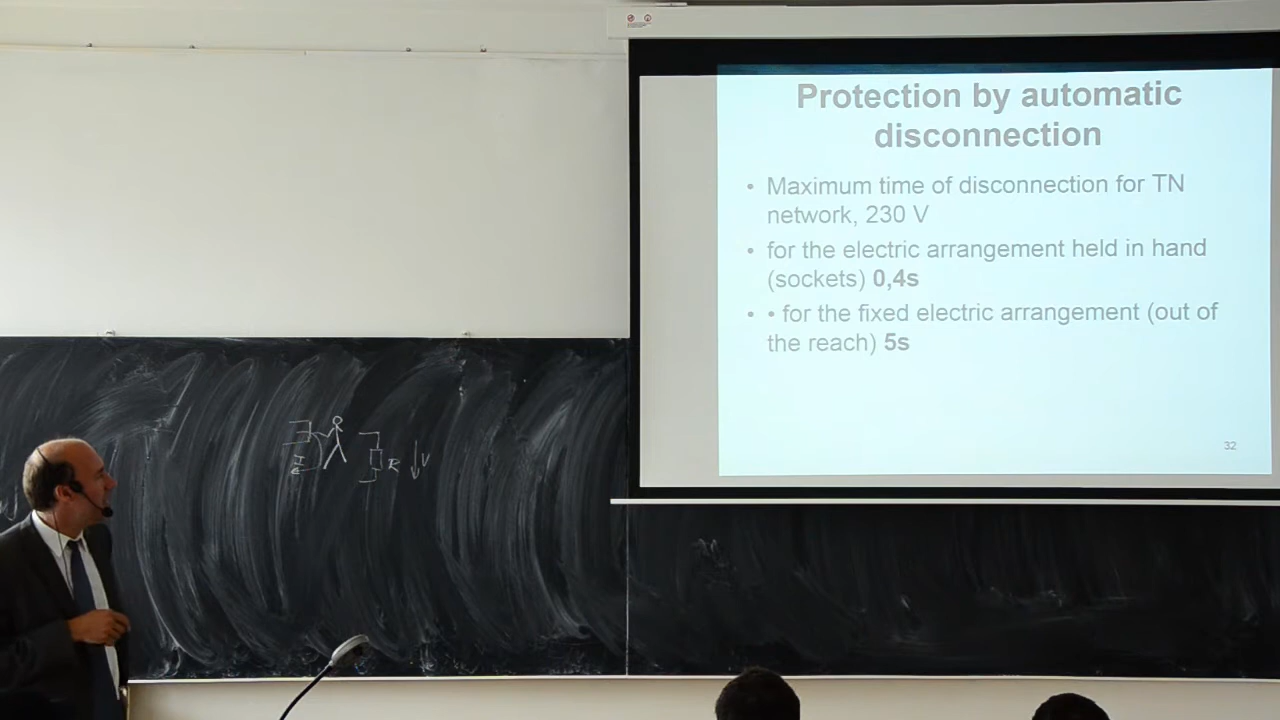 Protection by automatic
disconnection
• Maximum time of disconnection for TN
network, 230 V
• for the electric arrangement held in hand
(sockets) 0,4s
• • for the fixed electric arrangement (out of
the reach) 5s
32
I
R
V